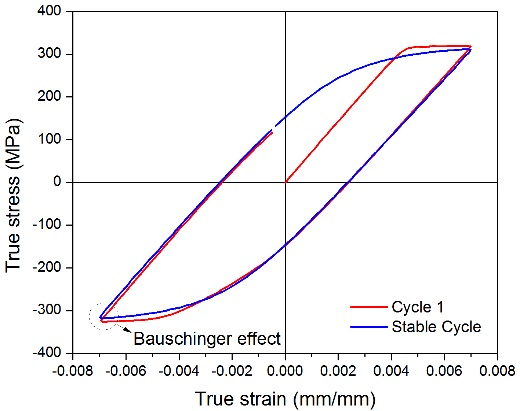 400
300
200
100
0
-100
-200
-300
-400
True stress (MPa)
Cycle 1
Stable Cycle
Bauschinger effect
-0.008 -0.006 -0.004 -0.002 0.000 0.002 0.004 0.006 0.008
True strain (mm/mm)